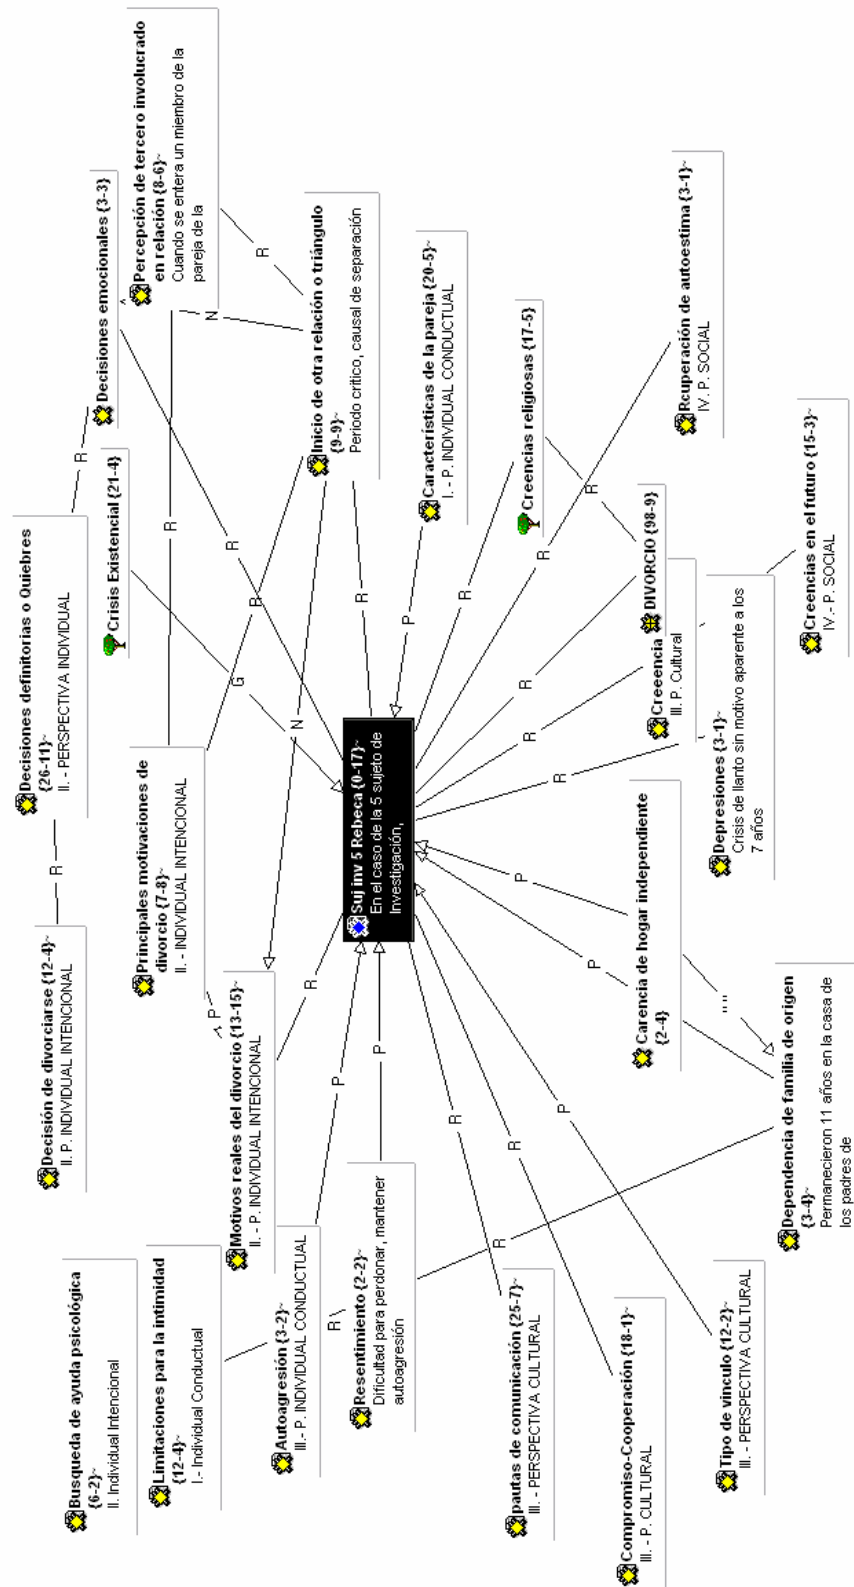 Busqueda de ayuda psicológica
{6-2}~
II. Individual Intencional
Limitaciones para la intimidad
{12-4}~
I.- Individual Conductual
Autoagresión {3-2}~
III.- P. INDIVIDUAL CONDUCTUAL
Resentimiento {2-2}~
Dificultad para perdonar, mantener
autoagresión
pautas de comunicación {25-7}~
III. - PERSPECTIVA CULTURAL
Compromiso-Cooperación {18-1}~
III. - P. CULTURAL
Tipo de vinculo {12-2}~
III. - PERSPECTIVA CULTURAL
Decisión de divorciarse {12-4}~
II. P. INDIVIDUAL INTENCIONAL
Motivos reales del divorcio {13-15}~
II. - P. INDIVIDUAL INTENCIONAL
Dependencia de familia de origen
{3-4}~
Permanecieron 11 años en la casa de
los padres de
Principales motivaciones de
divorcio {7-8}~
II. - INDIVIDUAL INTENCIONAL
Carencia de hogar independiente
{2-4}
Decisiones definitorias o Quiebres
{26-11}~
II. - PERSPECTIVA INDIVIDUAL
Suj inv 5 Rebeca {0-17}~
En el caso de la 5 sujeto de
Investigación,
Crisis Existencial {21-4}
Depresiones {3-1}~
Crisis de llanto sin motivo aparente a los
7 años
Creeencia
III. P. Cultural
DIVORCIO {98-9}
Creencias en el futuro {15-3}~
IV.- P. SOCIAL
Creencias religiosas {17-5}
Características de la pareja {20-5}~
I. - P. INDIVIDUAL CONDUCTUAL
Rcuperación de autoestima {3-1}~
IV. P. SOCIAL
Inicio de otra relación o triángulo
{9-9}~
Periodo crítico, causal de separación
Decisiones emocionales {3-3}
Percepción de tercero involucrado
en relación {8-6}~
Cuando se entera un miembro de la
pareja de la
R
R
R
R
R
R
N
N
G
R
R
P
P
R
P
P
R
R
R
R
R
P
P
P
R
R
R
R
R
R
R